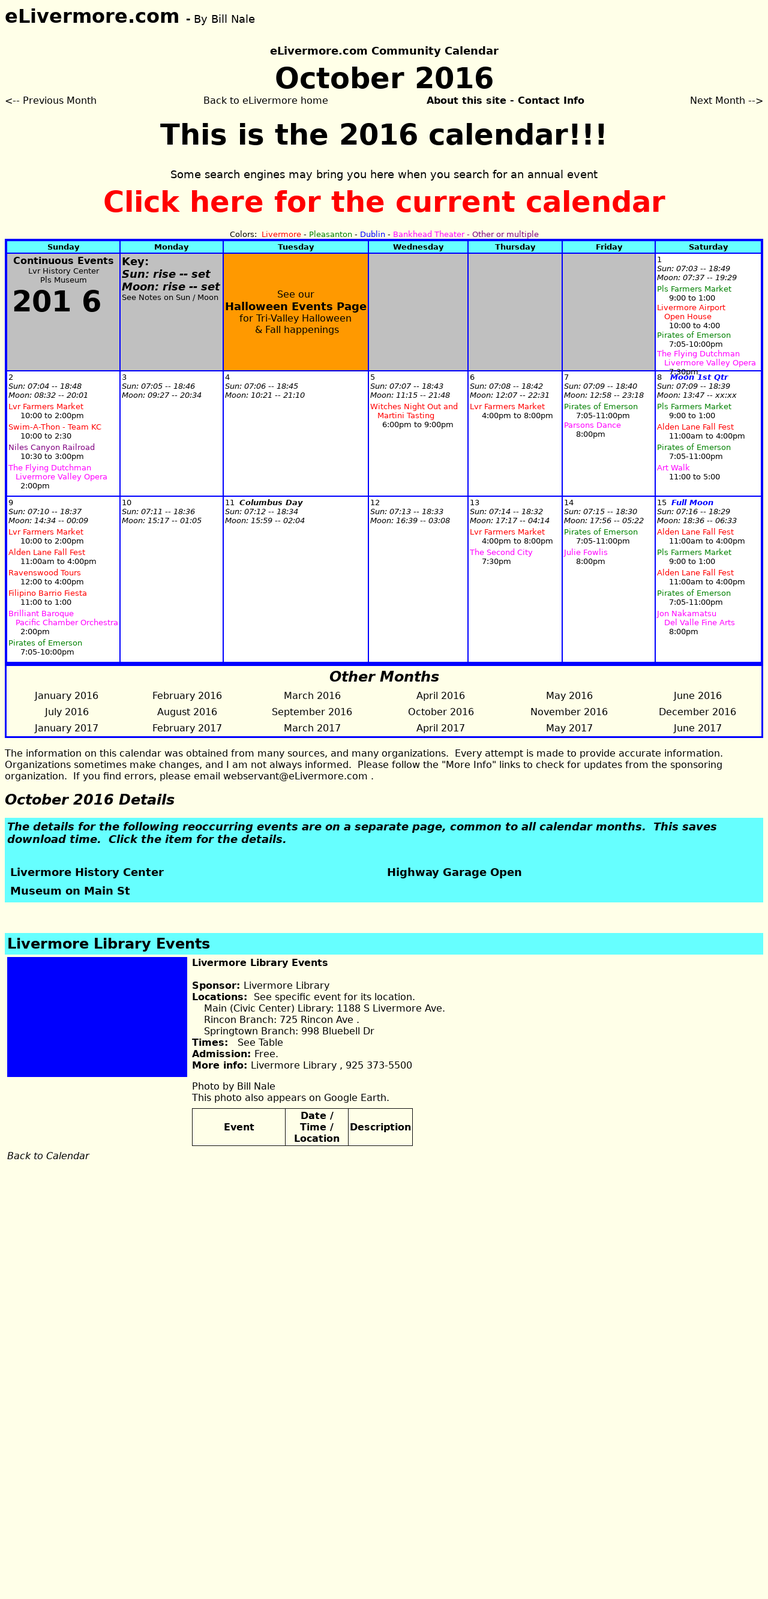 eLivermore.com - By Bill Nale
eLivermore.com Community Calendar
October 2016
<-- Previous Month Back to eLivermore home About this site - Contact Info Next Month -->
This is the 2016 calendar!!!
Some search engines may bring you here when you search for an annual event
Click here for the current calendar
Colors: Livermore - Pleasanton - Dublin - Bankhead Theater - Other or multiple
Sunday Monday Tuesday Wednesday Thursday Friday Saturday
Continuous Events
Lvr History Center
Pls Museum
201 6
Key:
Sun: rise -- set
Moon: rise -- set
See Notes on Sun / Moon
See our
Halloween Events Page
for Tri-Valley Halloween
& Fall happenings
1
Sun: 07:03 -- 18:49
Moon: 07:37 -- 19:29
Pls Farmers Market
9:00 to 1:00
Livermore Airport
Open House
10:00 to 4:00
Pirates of Emerson
7:05-10:00pm
The Flying Dutchman
Livermore Valley Opera
7:30pm
2
Sun: 07:04 -- 18:48
Moon: 08:32 -- 20:01
Lvr Farmers Market
10:00 to 2:00pm
Swim-A-Thon - Team KC
10:00 to 2:30
Niles Canyon Railroad
10:30 to 3:00pm
The Flying Dutchman
Livermore Valley Opera
2:00pm
3
Sun: 07:05 -- 18:46
Moon: 09:27 -- 20:34
4
Sun: 07:06 -- 18:45
Moon: 10:21 -- 21:10
5
Sun: 07:07 -- 18:43
Moon: 11:15 -- 21:48
Witches Night Out and
Martini Tasting
6:00pm to 9:00pm
6
Sun: 07:08 -- 18:42
Moon: 12:07 -- 22:31
Lvr Farmers Market
4:00pm to 8:00pm
7
Sun: 07:09 -- 18:40
Moon: 12:58 -- 23:18
Pirates of Emerson
7:05-11:00pm
Parsons Dance
8:00pm
8 Moon 1st Qtr
Sun: 07:09 -- 18:39
Moon: 13:47 -- xx:xx
Pls Farmers Market
9:00 to 1:00
Alden Lane Fall Fest
11:00am to 4:00pm
Pirates of Emerson
7:05-11:00pm
Art Walk
11:00 to 5:00
9
Sun: 07:10 -- 18:37
Moon: 14:34 -- 00:09
Lvr Farmers Market
10:00 to 2:00pm
Alden Lane Fall Fest
11:00am to 4:00pm
Ravenswood Tours
12:00 to 4:00pm
Filipino Barrio Fiesta
11:00 to 1:00
Brilliant Baroque
Pacific Chamber Orchestra
2:00pm
Pirates of Emerson
7:05-10:00pm
10
Sun: 07:11 -- 18:36
Moon: 15:17 -- 01:05
11 Columbus Day
Sun: 07:12 -- 18:34
Moon: 15:59 -- 02:04
12
Sun: 07:13 -- 18:33
Moon: 16:39 -- 03:08
13
Sun: 07:14 -- 18:32
Moon: 17:17 -- 04:14
Lvr Farmers Market
4:00pm to 8:00pm
The Second City
7:30pm
14
Sun: 07:15 -- 18:30
Moon: 17:56 -- 05:22
Pirates of Emerson
7:05-11:00pm
Julie Fowlis
8:00pm
15 Full Moon
Sun: 07:16 -- 18:29
Moon: 18:36 -- 06:33
Alden Lane Fall Fest
11:00am to 4:00pm
Pls Farmers Market
9:00 to 1:00
Alden Lane Fall Fest
11:00am to 4:00pm
Pirates of Emerson
7:05-11:00pm
Jon Nakamatsu
Del Valle Fine Arts
8:00pm
Other Months
January 2016 February 2016 March 2016 April 2016 May 2016 June 2016
July 2016 August 2016 September 2016 October 2016 November 2016 December 2016
January 2017 February 2017 March 2017 April 2017 May 2017 June 2017
The information on this calendar was obtained from many sources, and many organizations. Every attempt is made to provide accurate information.
Organizations sometimes make changes, and I am not always informed. Please follow the "More Info" links to check for updates from the sponsoring
organization. If you find errors, please email webservant@eLivermore.com .
October 2016 Details
The details for the following reoccurring events are on a separate page, common to all calendar months. This saves
download time. Click the item for the details.
Livermore History Center Highway Garage Open
Museum on Main St
Livermore Library Events
Livermore Library Events
Sponsor: Livermore Library
Locations: See specific event for its location.
Main (Civic Center) Library: 1188 S Livermore Ave.
Rincon Branch: 725 Rincon Ave .
Springtown Branch: 998 Bluebell Dr
Times: See Table
Admission: Free.
More info: Livermore Library , 925 373-5500
Photo by Bill Nale
This photo also appears on Google Earth.
Event
Date /
Time /
Location
Description
Back to Calendar